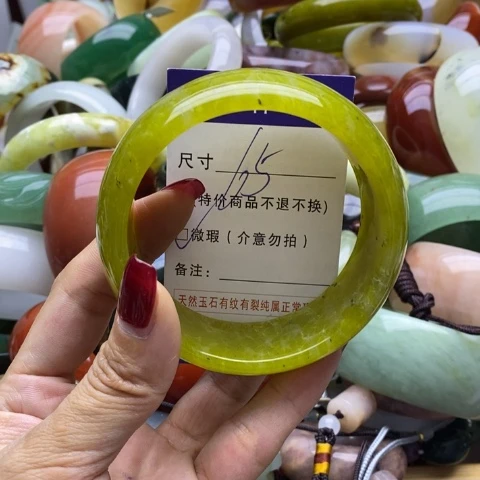 尺寸
特价商品不退不换）
□微瑕（介意勿拍）
备注：
天然玉石有纹有裂纯属正常